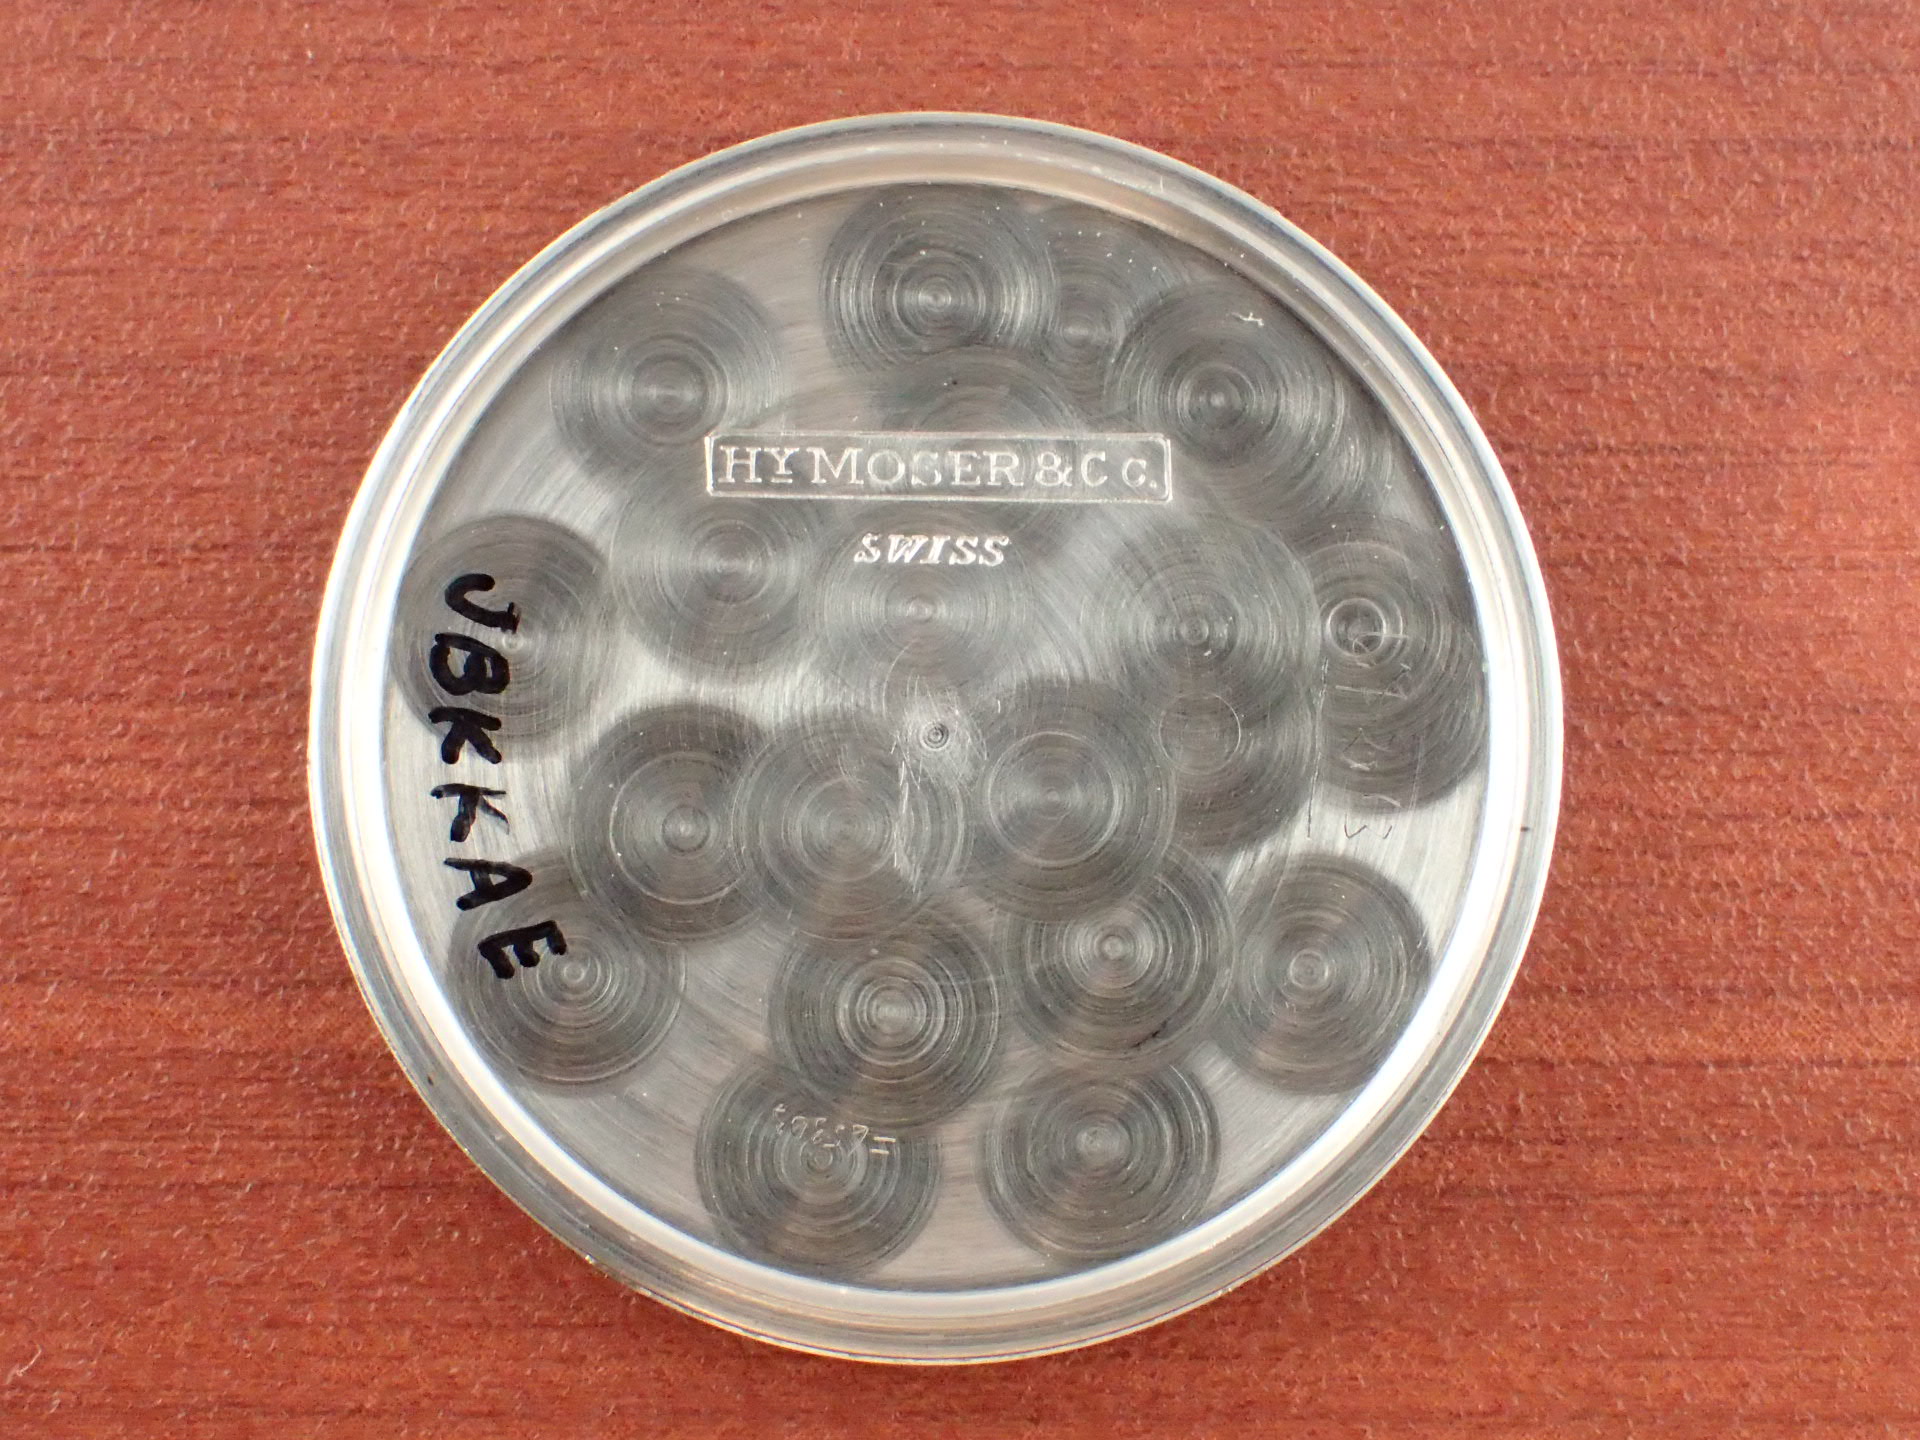 HY MOSER & Co.
SWISS
JBKKAE